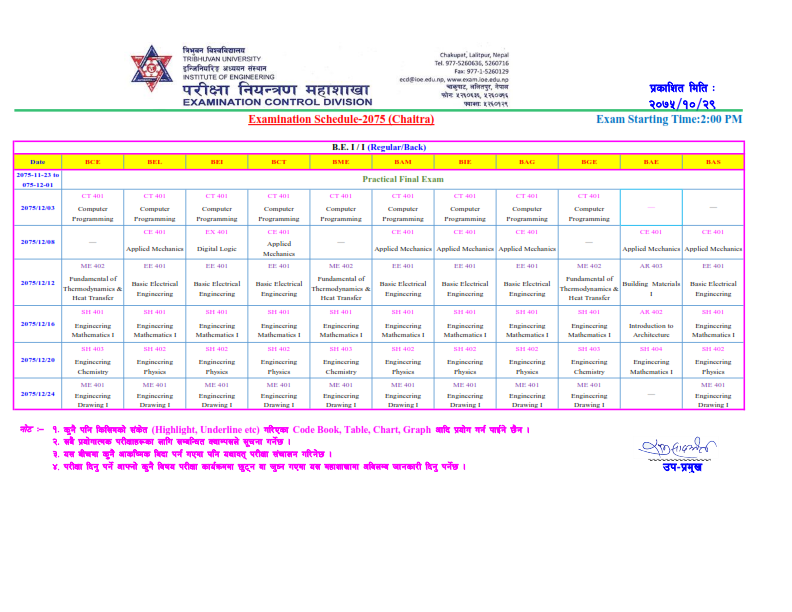 त्रिभुवन विश्वविद्यालय
TRIBHUVAN UNIVERSITY
इन्जिनियरिङ अध्ययन संस्थान
INSTITUTE OF ENGINEERING
परीक्षा नियन्त्रण महाशाखा
EXAMINATION CONTROL DIVISION
Chakupat, Lalitpur, Nepal
Tel. 977-5260636, 5260716
Fax: 977-1-5260129
ecd@ioe.edu.np, www.exam.ioe.edu.np
चाकुपाट, ललितपुर, नेपाल
फोनः ५२६०६३६, ५२६०७१६
फ्याक्सः ५२६०१२९
प्रकाशित मिति :
२०७५/१०/२९
Examination Schedule-2075 (Chaitra)
Exam Starting Time:2:00 PM
B.E. I / I (Regular/Back)
Date BCE BEL BEI BCT BME BAM BIE BAG BGE BAE BAS
2075-11-23 to
075-12-01
Practical Final Exam
CT 401 CT 401 CT 401 CT 401 CT 401 CT 401 CT 401 CT 401 CT 401 --- ---
2075/12/03 Computer Computer Computer Computer Computer Computer Computer Computer Computer
Programming Programming Programming Programming Programming Programming Programming Programming Programming
CE 401 EX 401 CE 401 CE 401 CE 401 CE 401 CE 401 CE 401
2075/12/08 --- Applied Mechanics Digital Logic Applied Mechanics --- Applied Mechanics Applied Mechanics Applied Mechanics --- Applied Mechanics Applied Mechanics
ME 402 EE 401 EE 401 EE 401 ME 402 EE 401 EE 401 EE 401 ME 402 AR 403 EE 401
2075/12/12 Fundamental of Thermodynamics & Heat Transfer Basic Electrical Engineering Basic Electrical Engineering Basic Electrical Engineering Fundamental of Thermodynamics & Heat Transfer Basic Electrical Engineering Basic Electrical Engineering Basic Electrical Engineering Fundamental of Thermodynamics & Heat Transfer Building Materials I Basic Electrical Engineering
SH 401 SH 401 SH 401 SH 401 SH 401 SH 401 SH 401 SH 401 SH 401 AR 402 SH 401
2075/12/16 Engineering Engineering Engineering Engineering Engineering Engineering Engineering Engineering Engineering Introduction to Engineering
Mathematics I Mathematics I Mathematics I Mathematics I Mathematics I Mathematics I Mathematics I Mathematics I Mathematics I Architecture Mathematics I
SH 403 SH 402 SH 402 SH 402 SH 403 SH 402 SH 402 SH 402 SH 403 SH 404 SH 402
2075/12/20 Engineering Engineering Engineering Engineering Engineering Engineering Engineering Engineering Engineering Engineering Engineering
Chemistry Physics Physics Physics Chemistry Physics Physics Physics Chemistry Mathematics I Physics
ME 401 ME 401 ME 401 ME 401 ME 401 ME 401 ME 401 ME 401 ME 401 ME 401
2075/12/24 Engineering Engineering Engineering Engineering Engineering Engineering Engineering Engineering Engineering --- Engineering
Drawing I Drawing I Drawing I Drawing I Drawing I Drawing I Drawing I Drawing I Drawing I Drawing I
नोट :- १. कुनै पनि किसिमको संकेत (Highlight, Underline etc) गरिएका Code Book, Table, Chart, Graph आदि प्रयोग गर्न पाईने छैन ।
२. सबै प्रयोगात्मक परीक्षाहरूका लागि सम्बन्धित क्याम्पसले सूचना गर्नेछ ।
३. यस बीचमा कुनै आकस्मिक विदा पर्न गएमा पनि यथावत् परीक्षा संचालन गरिनेछ ।
४. परीक्षा दिनु पर्ने आफ्नो कुनै विषय परीक्षा कार्यक्रममा छुट्न वा जुध्न गएमा यस महाशाखामा अविलम्ब जानकारी दिनु पर्नेछ ।
उप-प्रमुख